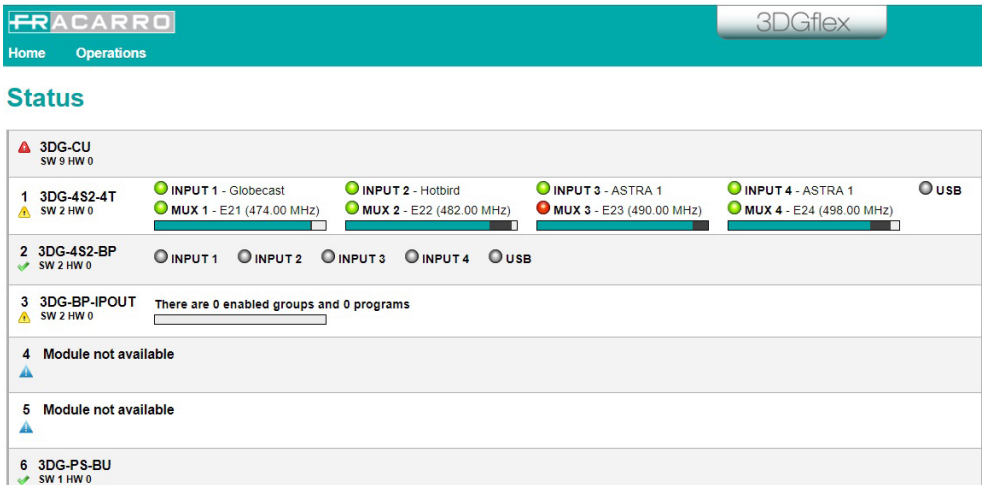 FRACARRO
3DGflex
Home Operations
Status
3DG-CU
SW 9 HW 0
1 3DG-4S2-4T
SW 2 HW 0
INPUT 1 - Globecast INPUT 2 - Hotbird INPUT 3 - ASTRA 1 INPUT 4 - ASTRA 1 USB
MUX 1 - E21 (474.00 MHz) MUX 2 - E22 (482.00 MHz) MUX 3 - E23 (490.00 MHz) MUX 4 - E24 (498.00 MHz)
2 3DG-4S2-BP
SW 2 HW 0
INPUT 1 INPUT 2 INPUT 3 INPUT 4 USB
3 3DG-BP-IPOUT
SW 2 HW 0
There are 0 enabled groups and 0 programs
4 Module not available
5 Module not available
6 3DG-PS-BU
SW 1 HW 0